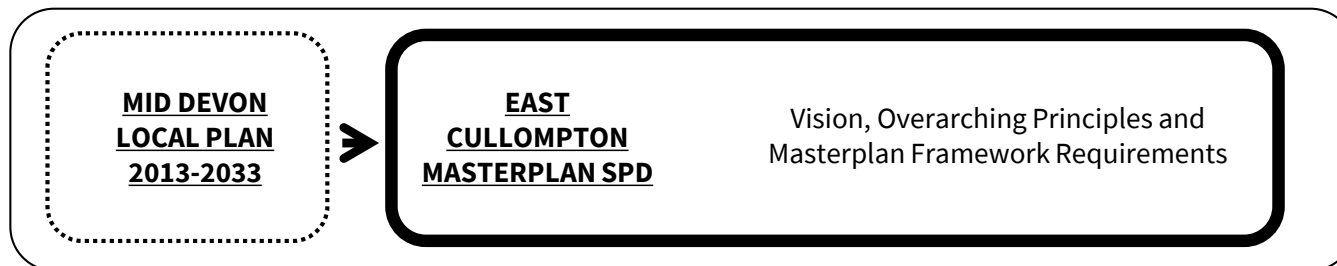 MID DEVON
LOCAL PLAN
2013-2033
EAST
CULLOMPTON
MASTERPLAN SPD
Vision, Overarching Principles and
Masterplan Framework Requirements